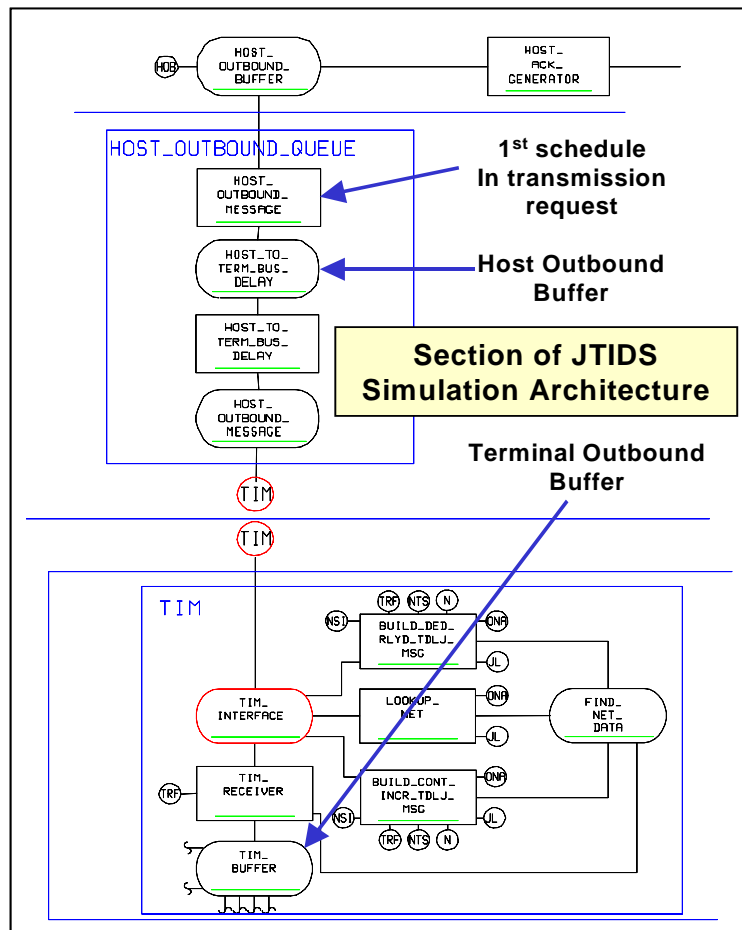 HOB
HOST_
OUTBOUND_
BUFFER
HOST_
ACK_
GENERATOR
HOST_OUTBOUND_QUEUE
HOST_
OUTBOUND_
MESSAGE
1st schedule
In transmission
request
HOST_TO_
TERM_BUS_
DELAY
Host Outbound
Buffer
HOST_TO_
TERM_BUS_
DELAY
Section of JTIDS
Simulation Architecture
HOST_
OUTBOUND_
MESSAGE
Terminal Outbound
Buffer
TIM
TIM
TIM
TRF
NTS
N
NSI
BUILD_DED_
RLYD_TDLJ_
MSG
ONA
JL
TIM_
INTERFACE
LOOKUP_
NET
ONA
JL
FIND_
NET_
DATA
TRF
TIM_
RECEIVER
BUILD_CONT_
INCR_TDLJ_
MSG
ONA
NSI
JL
TRF
NTS
N
TIM_
BUFFER